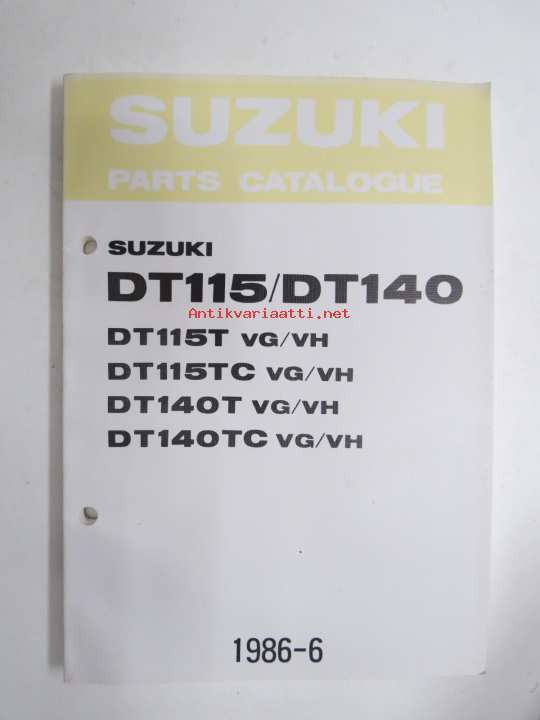 SUZUKI
PARTS CATALOGUE
SUZUKI
DT115/DT140
Antikvariaatti.net
DT115T VG/VH
DT115TC VG/VH
DT140T VG/VH
DT140TC VG/VH
1986-6